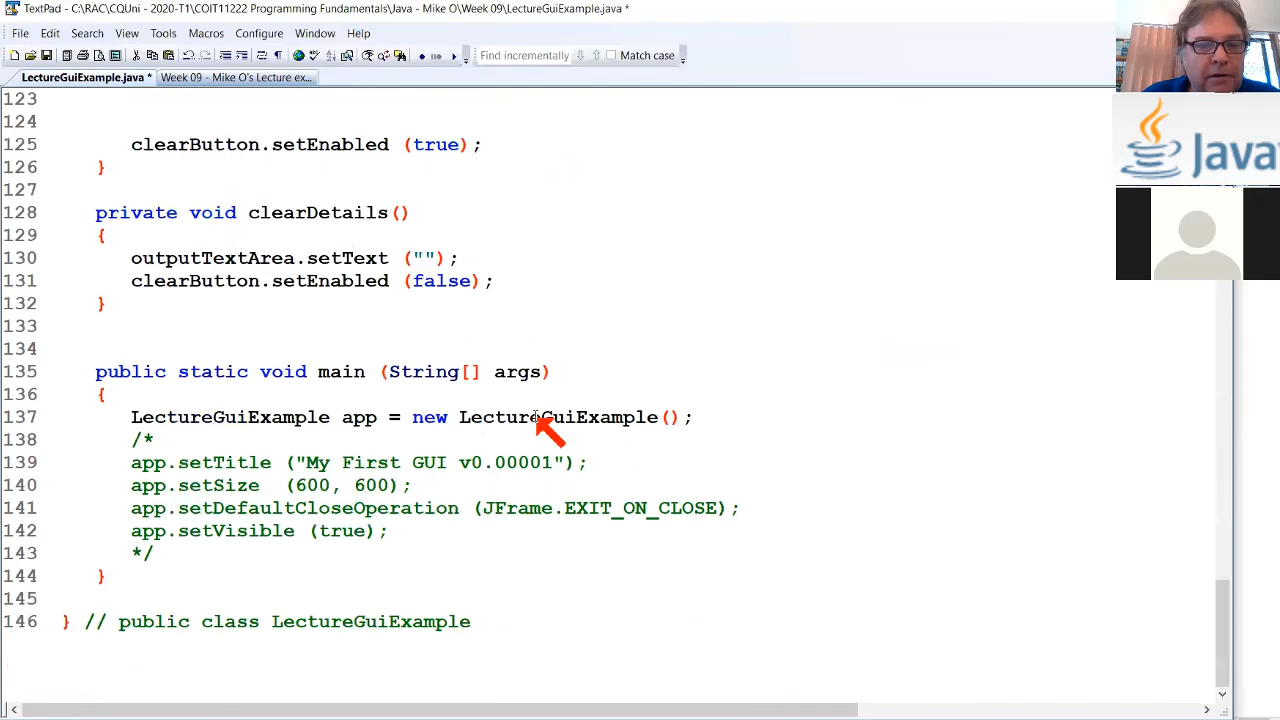 TextPad - C:\RAC\CQUni - 2020-T1\COIT11222 Programming Fundamentals\Java - Mike O\Week 09\LectureGuiExample.java *
File Edit Search View Tools Macros Configure Window Help
Find incrementally Match case
LectureGuiExample.java * Week 09 - Mike O's Lecture ex...
123
124
125 clearButton.setEnabled (true);
126 }
127
128 private void clearDetails()
129 {
130 outputTextArea.setText ("");
131 clearButton.setEnabled (false);
132 }
133
134
135 public static void main (String[] args)
136 {
137 LectureGuiExample app = new LectureGuiExample();
138 /*
139 app.setTitle ("My First GUI v0.00001");
140 app.setSize (600, 600);
141 app.setDefaultCloseOperation (JFrame.EXIT_ON_CLOSE);
142 app.setVisible (true);
143 */
144 }
145
146 } // public class LectureGuiExample
Java